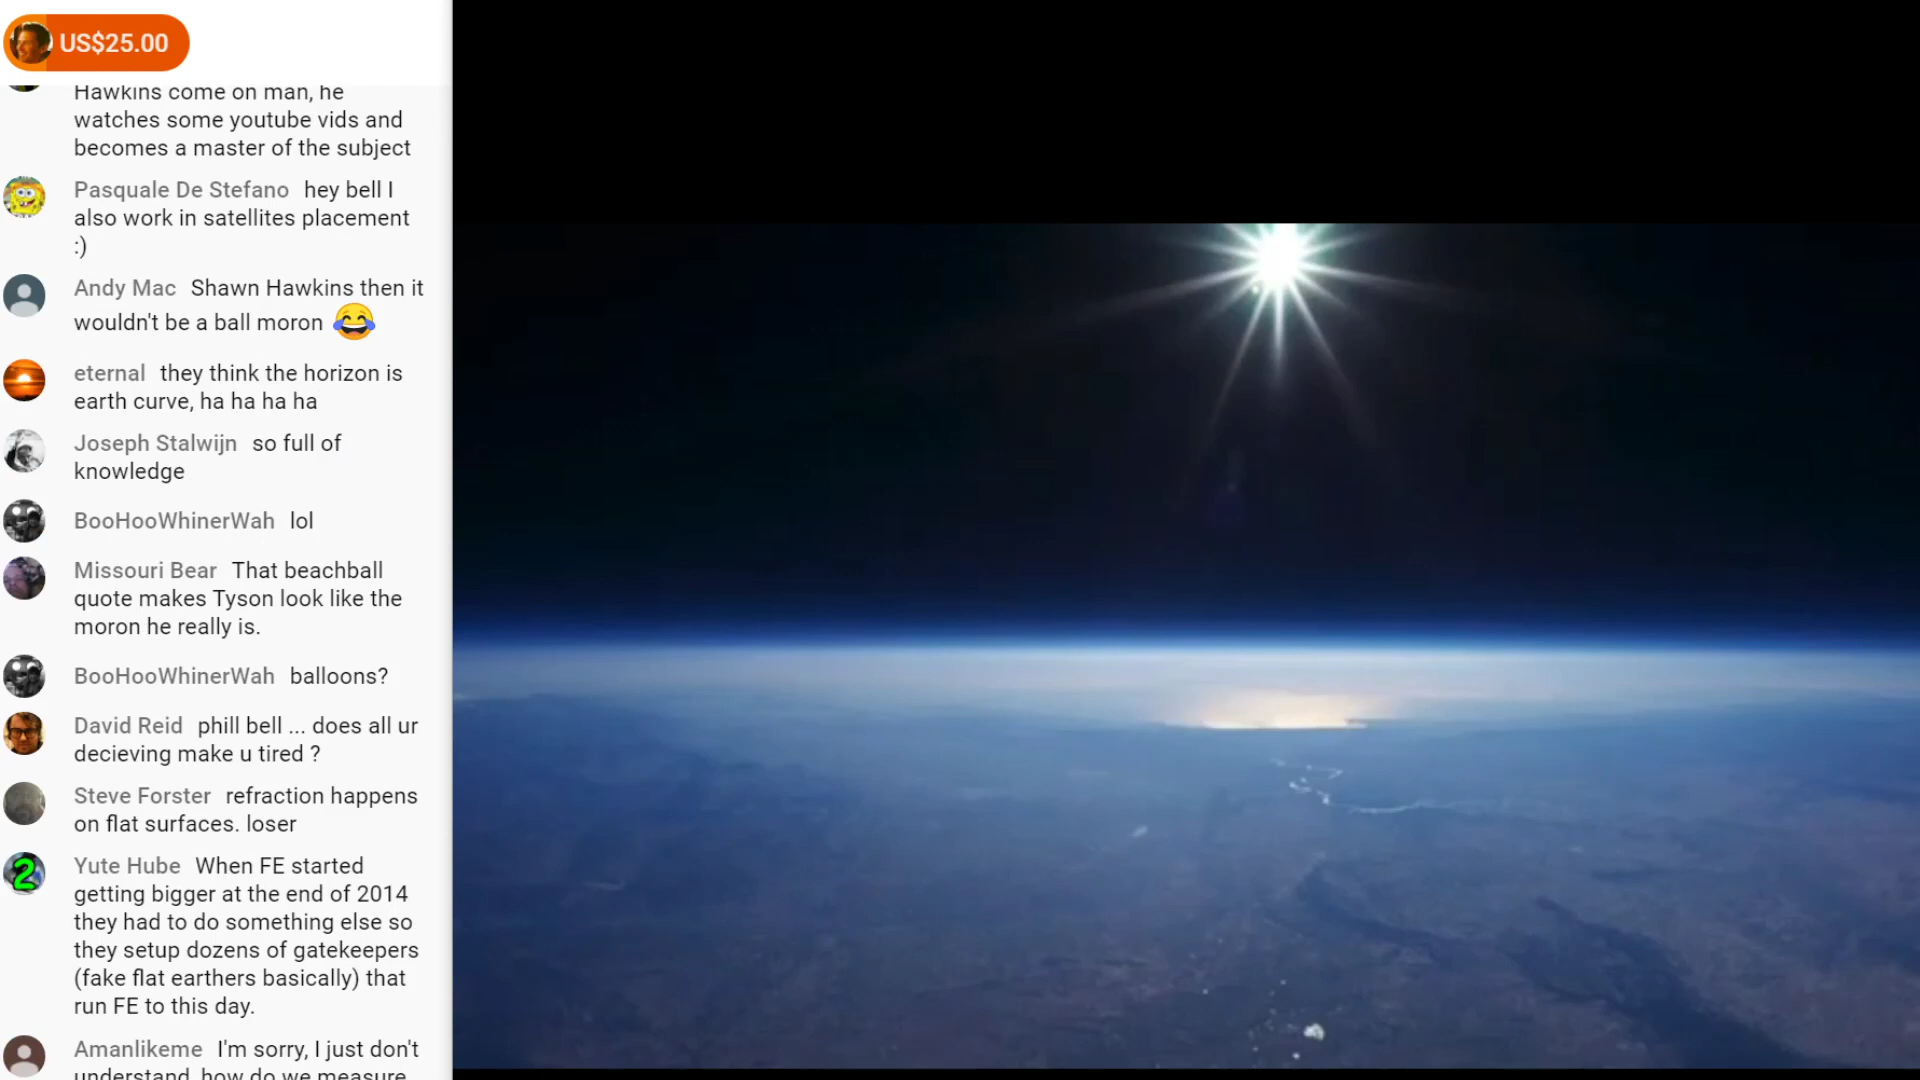 US$25.00
Hawkins come on man, he
watches some youtube vids and
becomes a master of the subject
Pasquale De Stefano hey bell I
also work in satellites placement
:)
Andy Mac Shawn Hawkins then it
wouldn't be a ball moron 😂
eternal they think the horizon is
earth curve, ha ha ha ha
Joseph Stalwijn so full of
knowledge
BooHooWhinerWah lol
Missouri Bear That beachball
quote makes Tyson look like the
moron he really is.
BooHooWhinerWah balloons?
David Reid phill bell ... does all ur
decieving make u tired ?
Steve Forster refraction happens
on flat surfaces. loser
2
Yute Hube When FE started
getting bigger at the end of 2014
they had to do something else so
they setup dozens of gatekeepers
(fake flat earthers basically) that
run FE to this day.
Amanlikeme I'm sorry, I just don't
understand, how do we measure